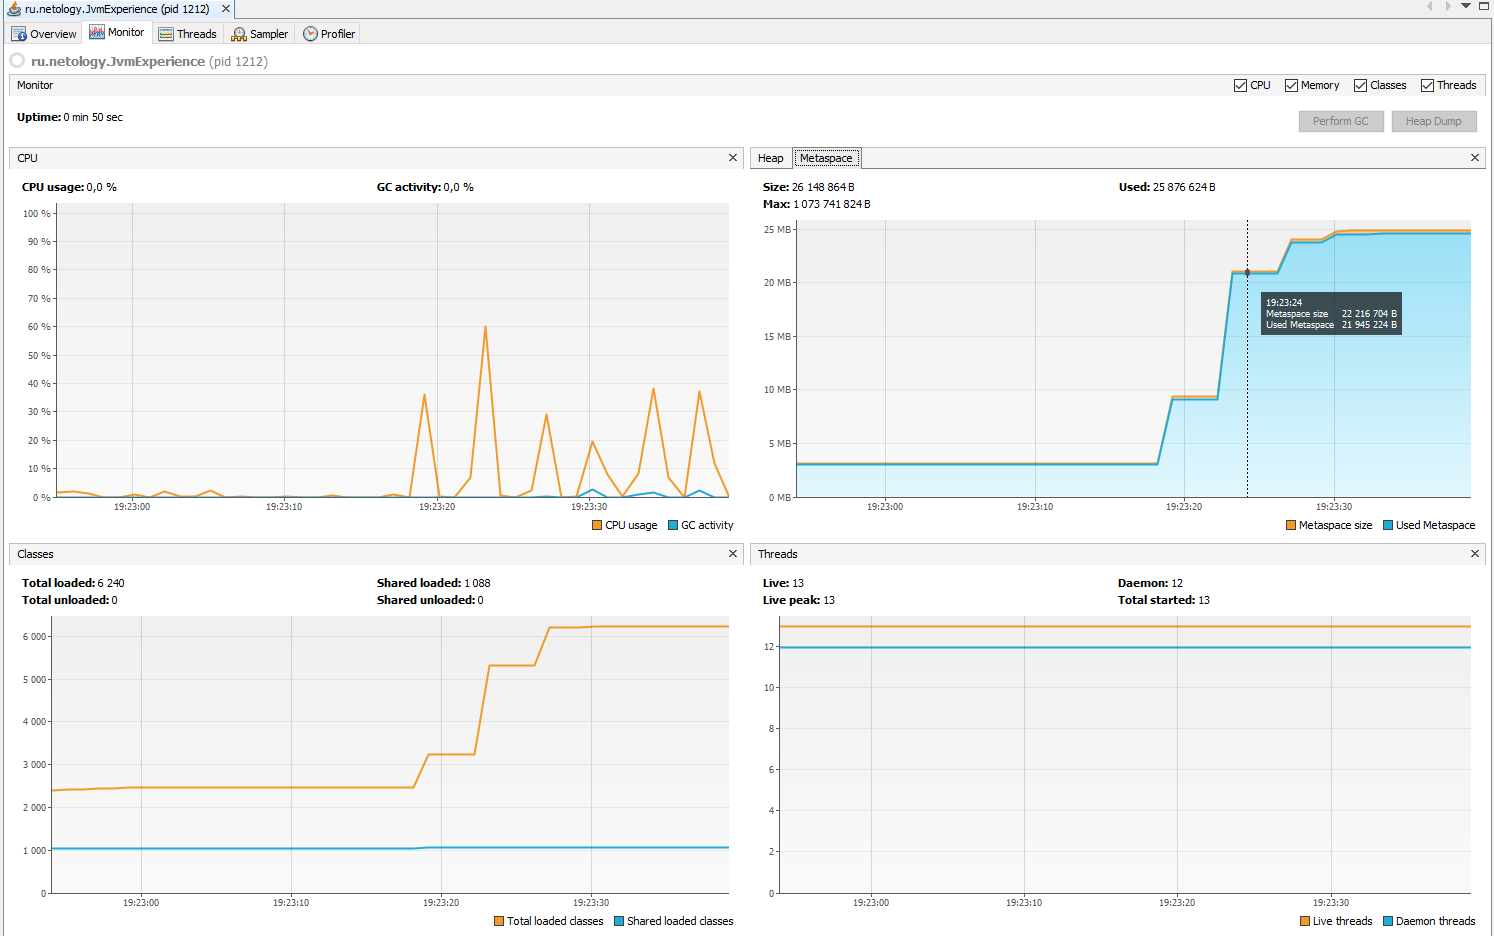 ru.netology.JvmExperience (pid 1212)
Overview Monitor Threads Sampler Profiler
ru.netology.JvmExperience (pid 1212)
Monitor CPU Memory Classes Threads
Uptime: 0 min 50 sec
Perform GC Heap Dump
CPU
CPU usage: 0,0 % GC activity: 0,0 %
100 %
90 %
80 %
70 %
60 %
50 %
40 %
30 %
20 %
10 %
0 %
19:23:00 19:23:10 19:23:20 19:23:30
CPU usage GC activity
Heap Metaspace
Size: 26 148 864 B Used: 25 876 624 B
Max: 1 073 741 824 B
25 MB
20 MB
15 MB
10 MB
5 MB
0 MB
19:23:24
Metaspace size 22 216 704 B
Used Metaspace 21 945 224 B
19:23:00 19:23:10 19:23:20 19:23:30
Metaspace size Used Metaspace
Classes
Total loaded: 6 240 Shared loaded: 1 088
Total unloaded: 0 Shared unloaded: 0
6 000
5 000
4 000
3 000
2 000
1 000
0
19:23:00 19:23:10 19:23:20 19:23:30
Total loaded classes Shared loaded classes
Threads
Live: 13 Daemon: 12
Live peak: 13 Total started: 13
12
10
8
6
4
2
0
19:23:00 19:23:10 19:23:20 19:23:30
Live threads Daemon threads